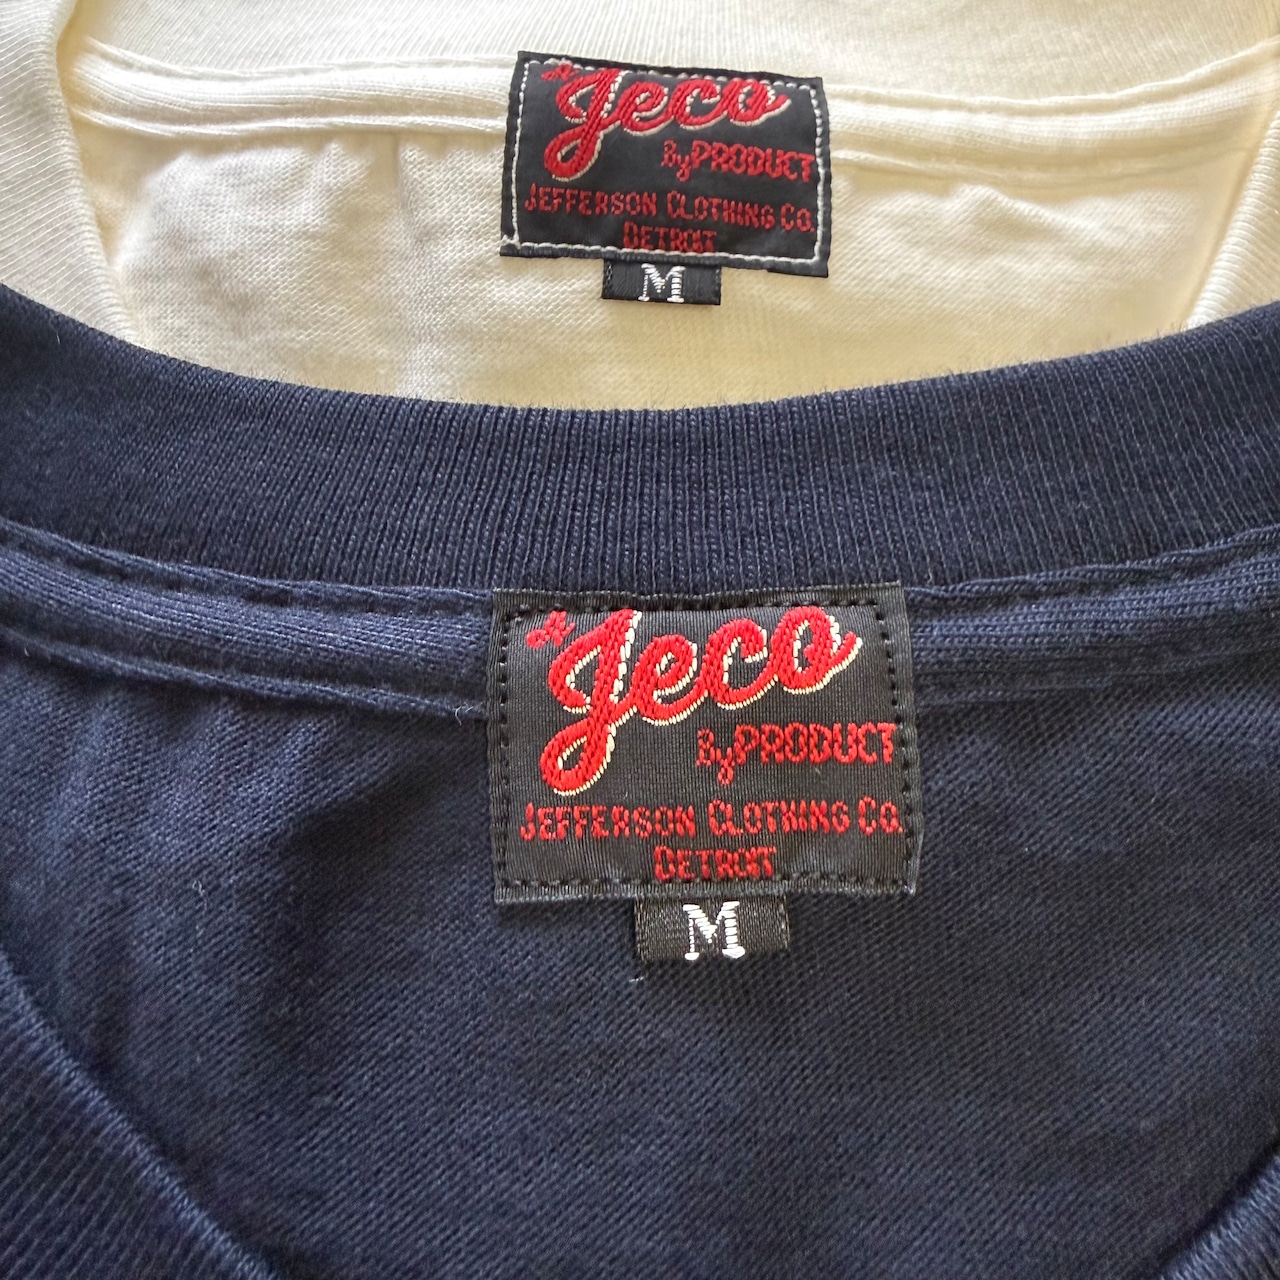 A Jeco
By PRODUCT
JEFFERSON CLOTHING CO.
DETROIT
M
A Jeco
By PRODUCT
JEFFERSON CLOTHING CO.
DETROIT
M